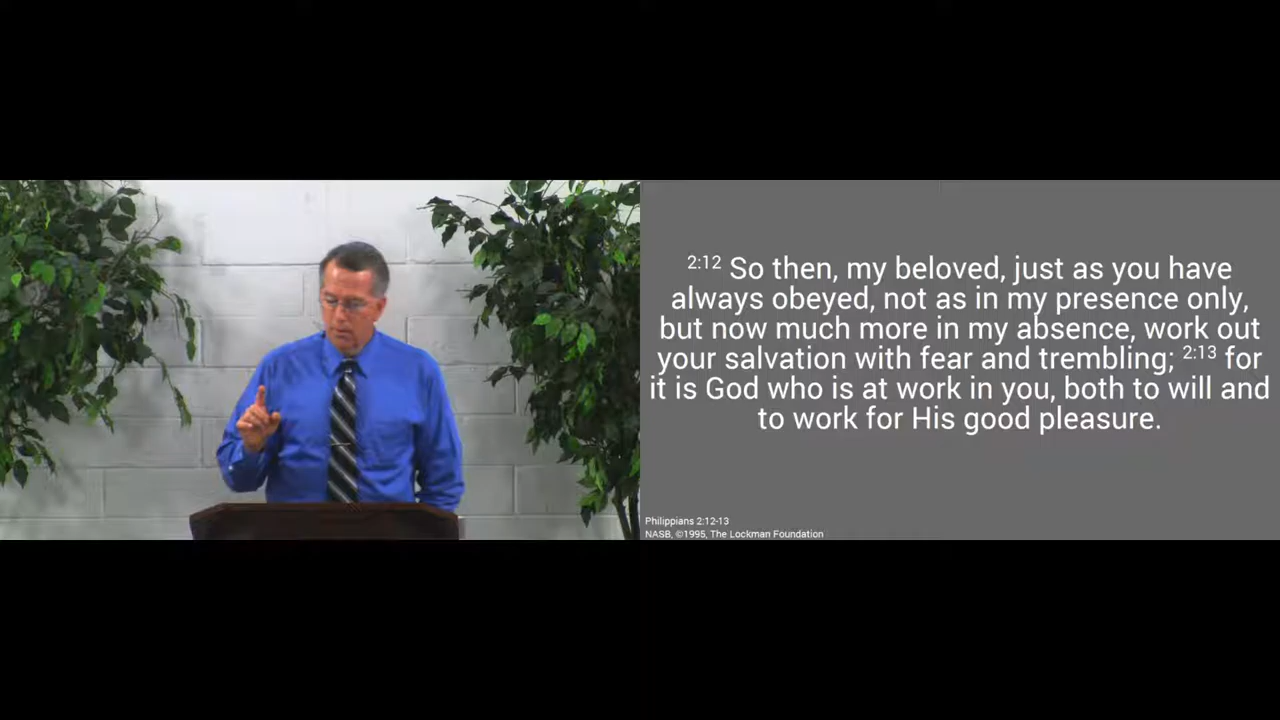 2:12 So then, my beloved, just as you have
always obeyed, not as in my presence only,
but now much more in my absence, work out
your salvation with fear and trembling; 2:13 for
it is God who is at work in you, both to will and
to work for His good pleasure.
Philippians 2:12-13
NASB, ©1995, The Lockman Foundation